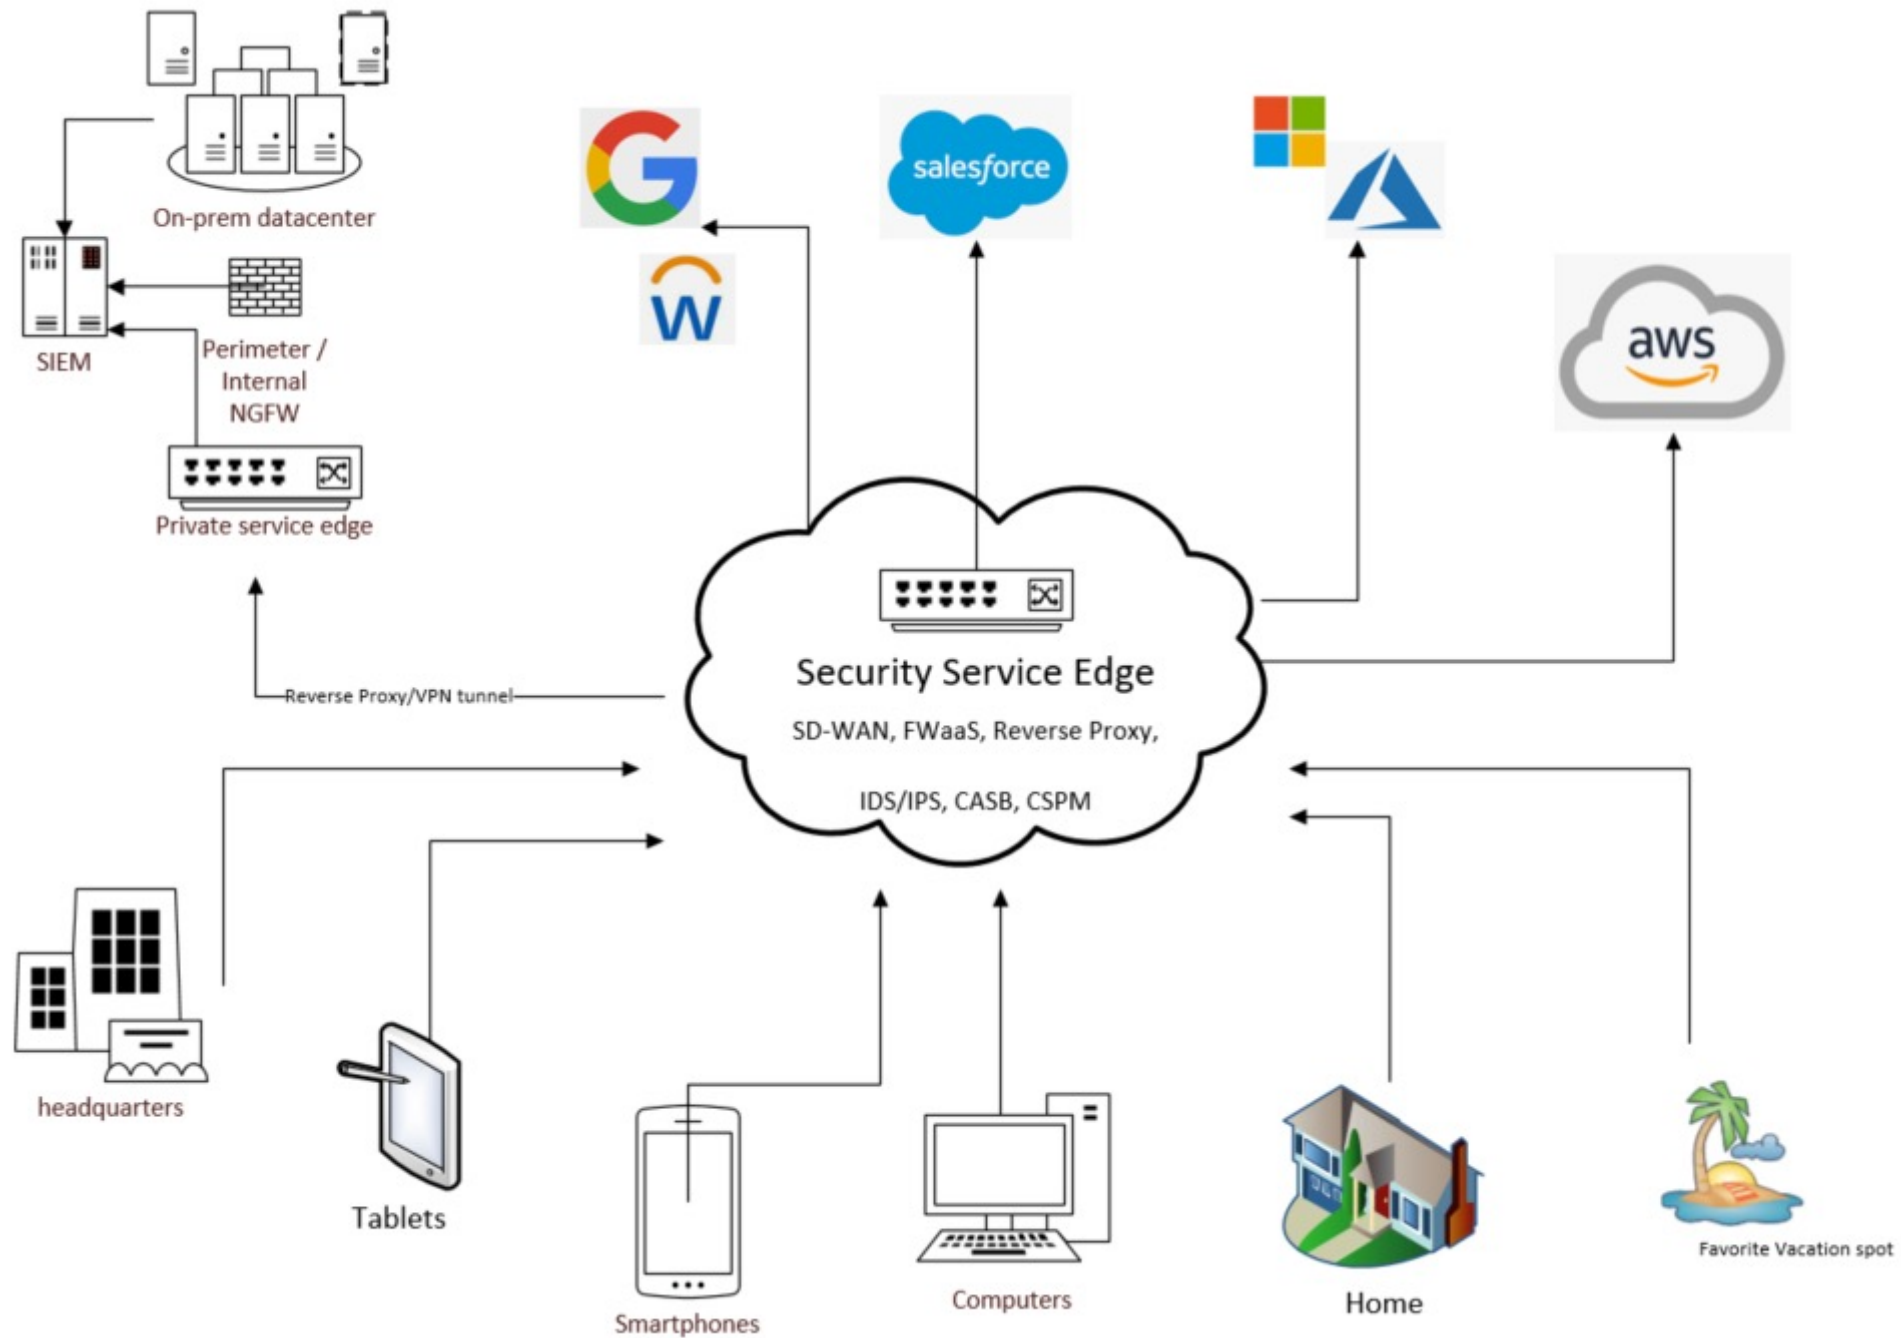 On-prem datacenter
salesforce
aws
SIEM
Perimeter /
Internal
NGFW
Private service edge
Security Service Edge
Reverse Proxy/VPN tunnel
SD-WAN, FWaaS, Reverse Proxy,
IDS/IPS, CASB, CSPM
headquarters
Tablets
Smartphones
Computers
Home
Favorite Vacation spot